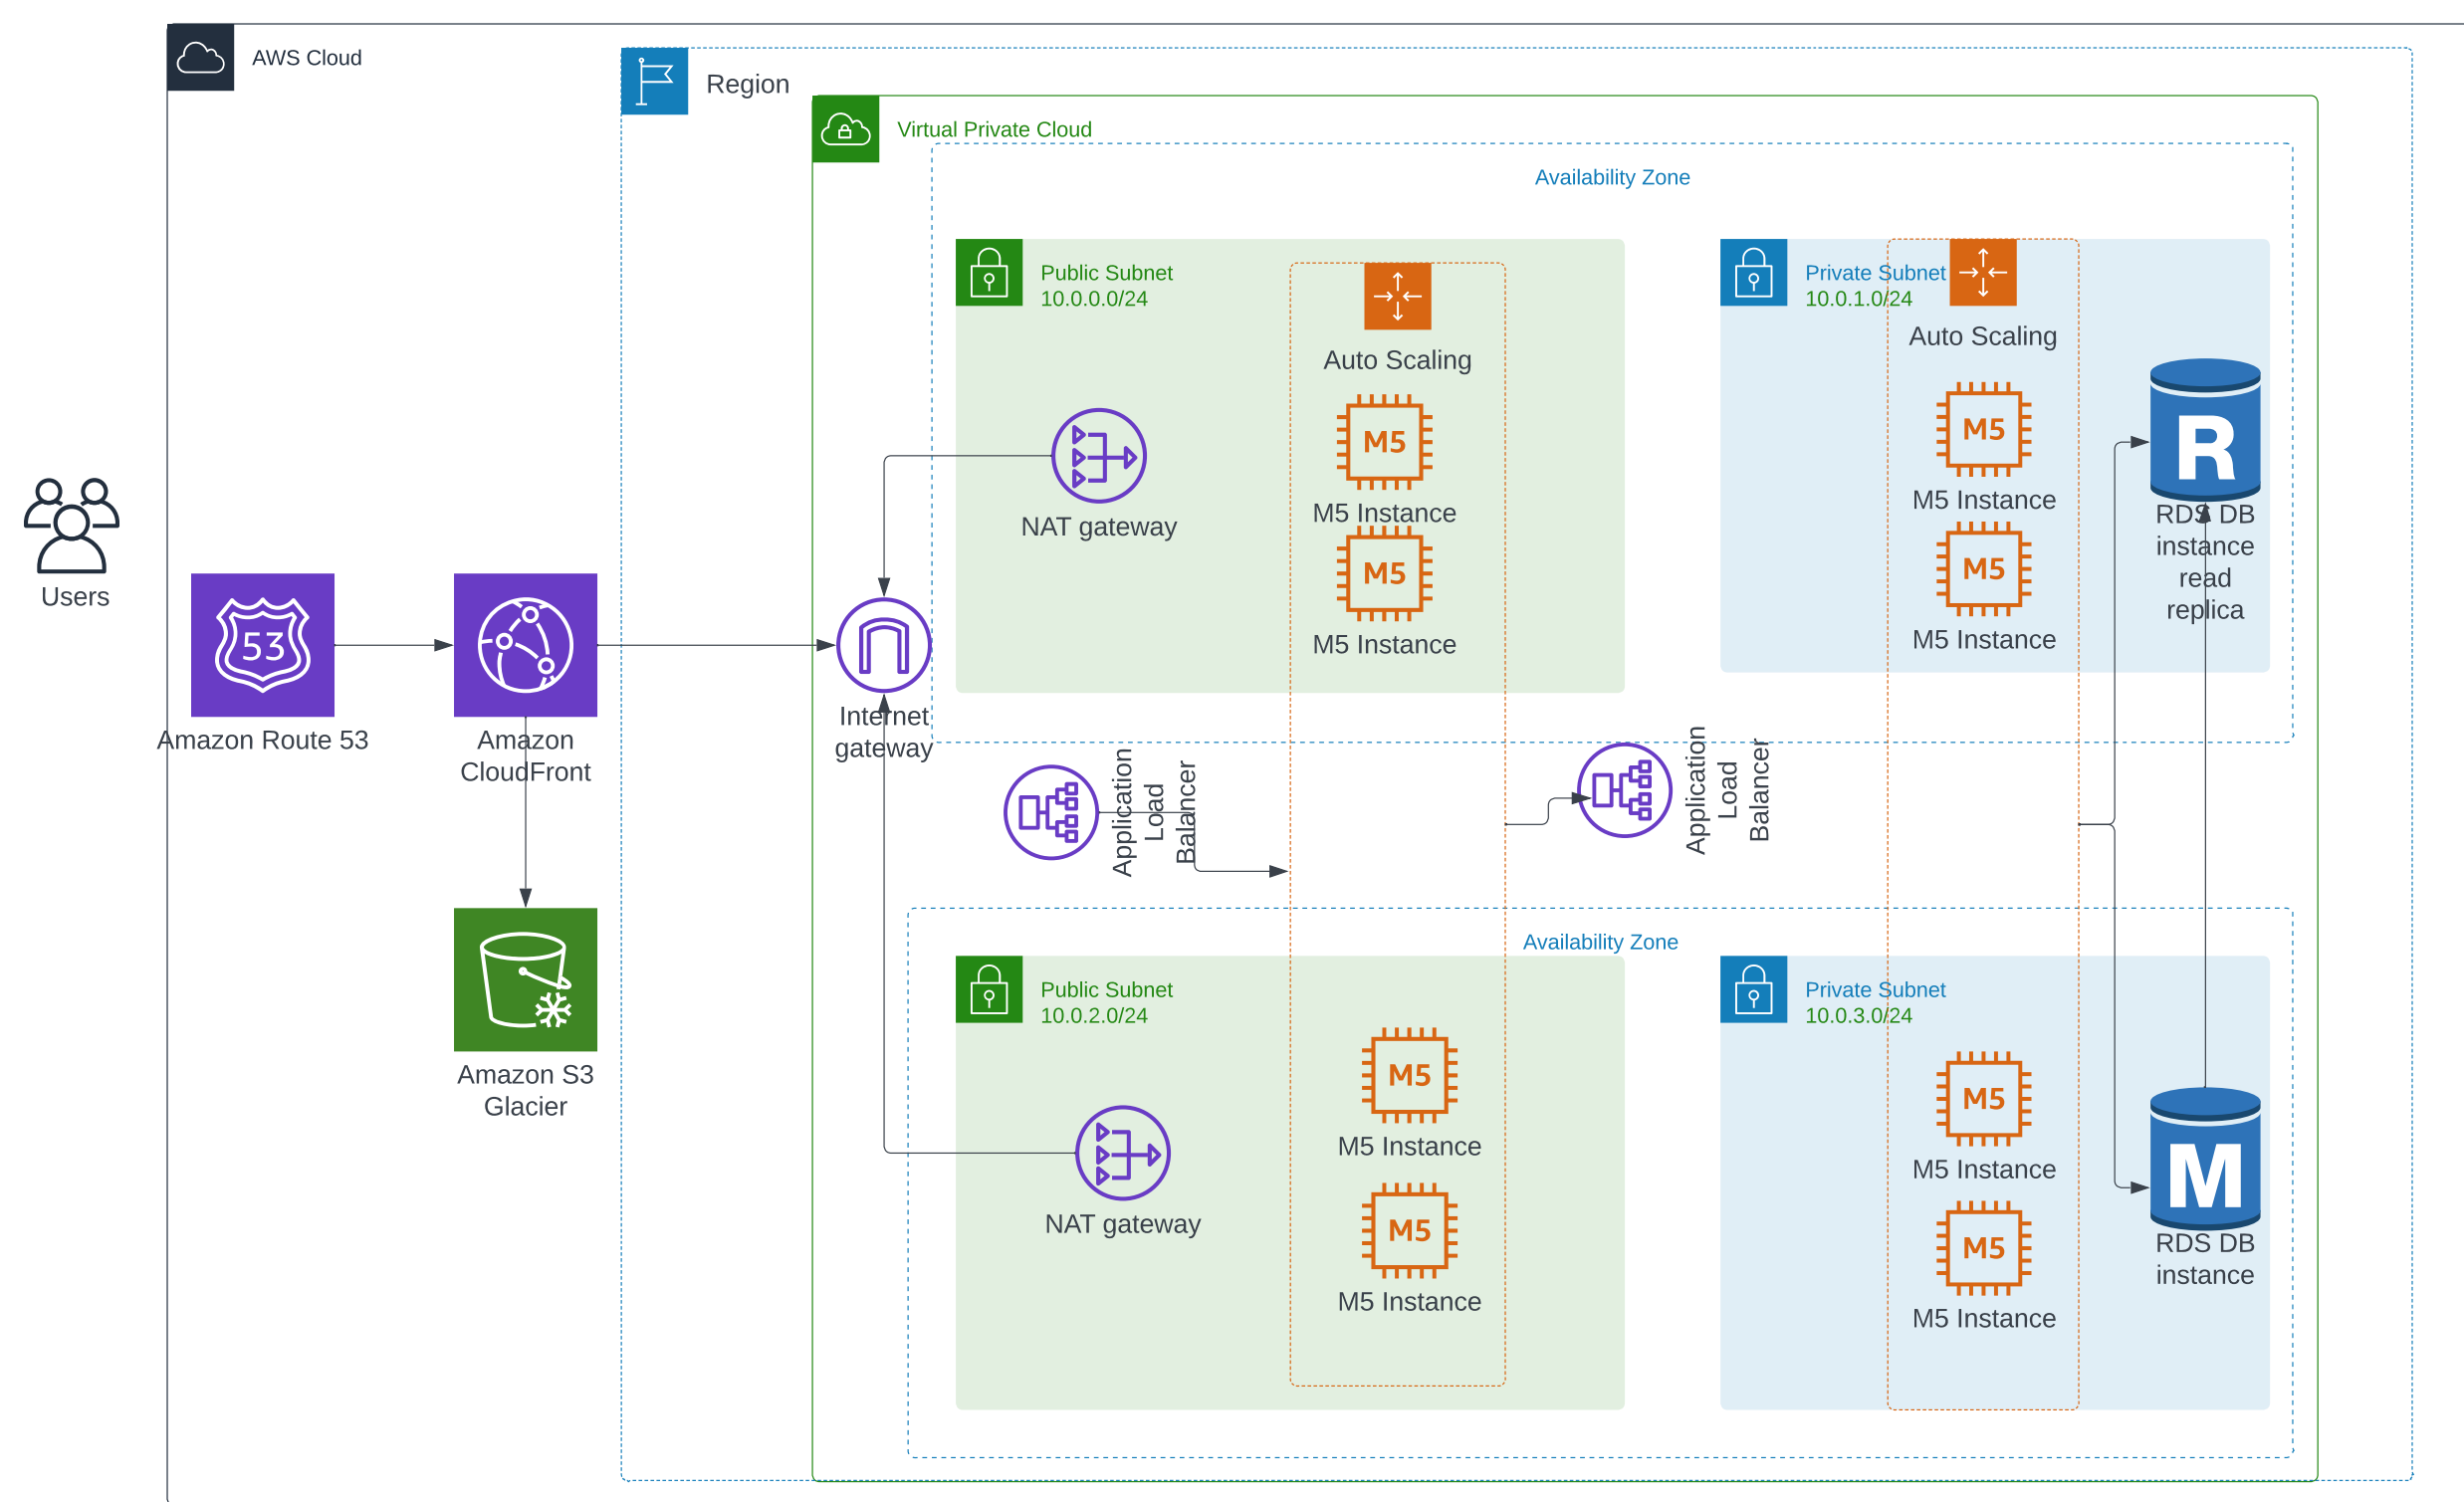 AWS Cloud
Region
Virtual Private Cloud
Availability Zone
Public Subnet
10.0.0.0/24
Private Subnet
10.0.1.0/24
Auto Scaling
Auto Scaling
M5
M5
R
M5 Instance
M5 Instance
NAT gateway
M5
M5
RDS DB
instance
read
replica
M5 Instance
M5 Instance
Users
53
Amazon Route 53
Amazon
CloudFront
Internet
gateway
Application
Load
Balancer
Application
Load
Balancer
Availability Zone
Public Subnet
10.0.2.0/24
Private Subnet
10.0.3.0/24
Amazon S3
Glacier
M5
M5
M5 Instance
M5 Instance
NAT gateway
M5
M5
M
M5 Instance
M5 Instance
RDS DB
instance